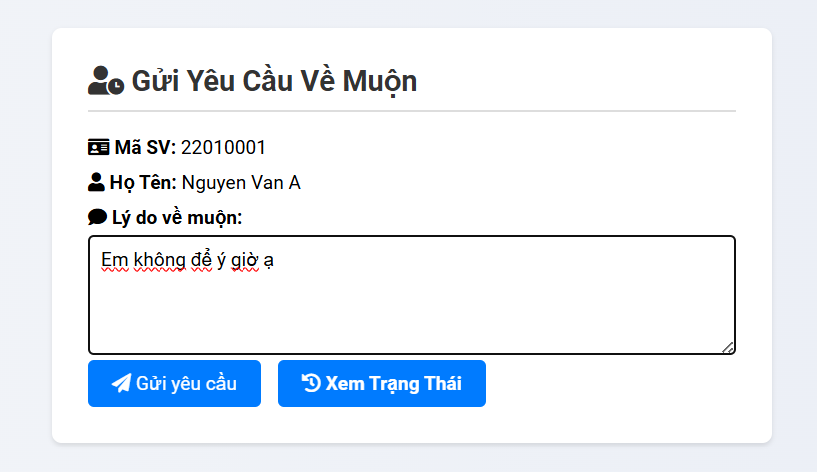 Gửi Yêu Cầu Về Muộn
Mã SV: 22010001
Họ Tên: Nguyen Van A
Lý do về muộn:
Em không để ý giờ ạ
Gửi yêu cầu
Xem Trạng Thái